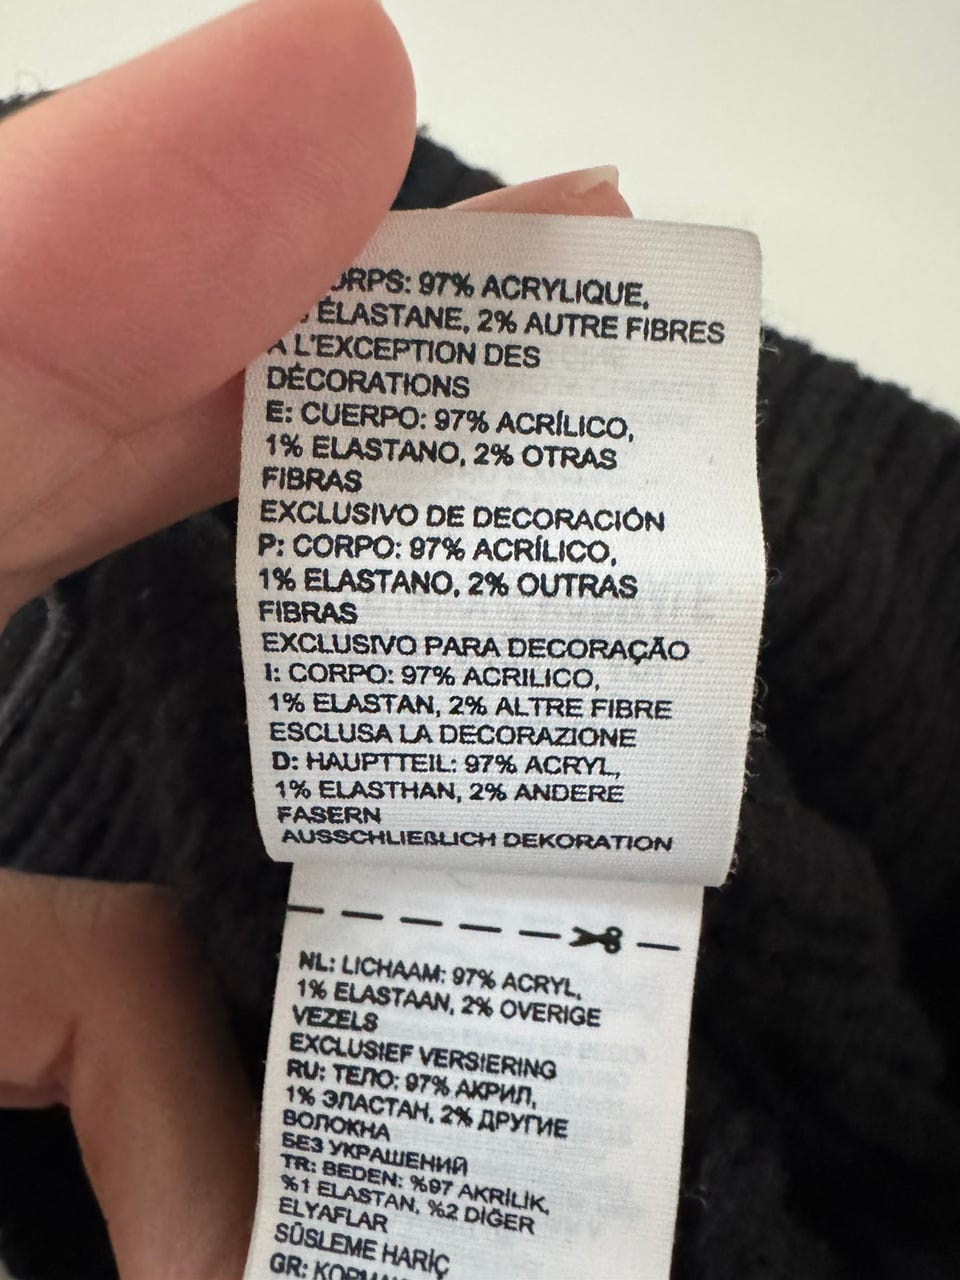 97% ACRYLIQUE,
ÉLASTANE, 2% AUTRE FIBRES
A L'EXCEPTION DES
DÉCORATIONS
E: CUERPO: 97% ACRÍLICO,
1% ELASTANO, 2% OTRAS
FIBRAS
EXCLUSIVO DE DECORACIÓN
P: CORPO: 97% ACRÍLICO,
1% ELASTANO, 2% OUTRAS
FIBRAS
EXCLUSIVO PARA DECORAÇÃO
I: CORPO: 97% ACRILICO,
1% ELASTAN, 2% ALTRE FIBRE
ESCLUSA LA DECORAZIONE
D: HAUPTTEIL: 97% ACRYL,
1% ELASTHAN, 2% ANDERE
FASERN
AUSSCHLIEßLICH DEKORATION
NL: LICHAAM: 97% ACRYL,
1% ELASTAAN, 2% OVERIGE
VEZELS
EXCLUSIEF VERSIERING
RU: ТЕЛО: 97% АКРИЛ,
1% ЭЛАСТАН, 2% ДРУГИЕ
ВОЛОКНА
БЕЗ УКРАШЕНИЙ
TR: BEDEN: %97 AKRİLİK,
%1 ELASTAN, %2 DİĞER
ELYAFLAR
SÜSLEME HARİÇ
GR: